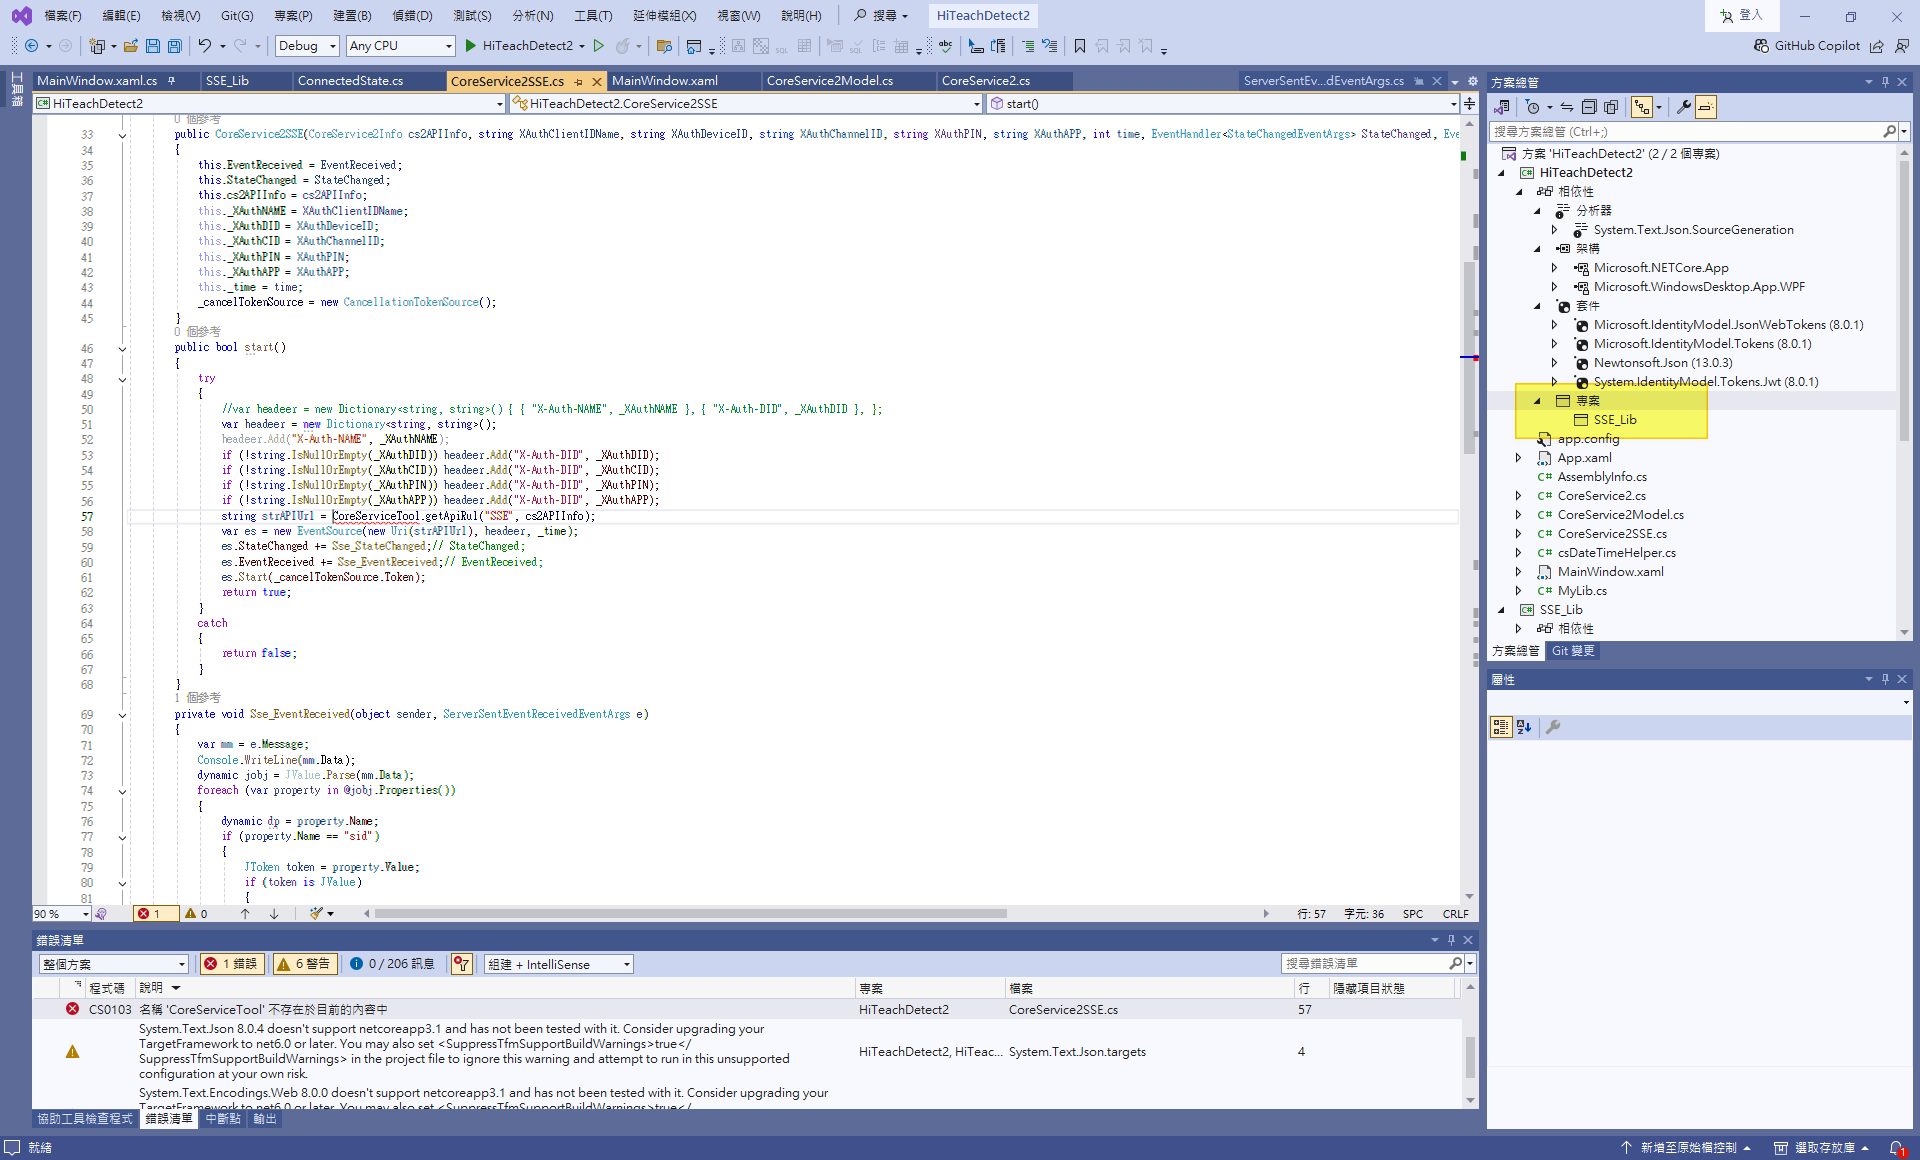 檔案(F) 編輯(E) 檢視(V) Git(G) 專案(P) 建置(B) 偵錯(D) 測試(S) 分析(N) 工具(T) 延伸模組(X) 視窗(W) 說明(H) 搜尋 HiTeachDetect2 登入
Debug Any CPU HiTeachDetect2 GitHub Copilot
工具箱
MainWindow.xaml.cs SSE_Lib ConnectedState.cs CoreService2SSE.cs MainWindow.xaml CoreService2Model.cs CoreService2.cs ServerSentEv...dEventArgs.cs
HiTeachDetect2 HiTeachDetect2.CoreService2SSE start()
0 個參考
33 public CoreService2SSE(CoreService2Info cs2APIInfo, string XAuthClientIDName, string XAuthDeviceID, string XAuthChannelID, string XAuthPIN, string XAuthAPP, int time, EventHandler<StateChangedEventArgs> StateChanged, Eve
34 {
35 this.EventReceived = EventReceived;
36 this.StateChanged = StateChanged;
37 this.cs2APIInfo = cs2APIInfo;
38 this._XAuthNAME = XAuthClientIDName;
39 this._XAuthDID = XAuthDeviceID;
40 this._XAuthCID = XAuthChannelID;
41 this._XAuthPIN = XAuthPIN;
42 this._XAuthAPP = XAuthAPP;
43 this._time = time;
44 _cancelTokenSource = new CancellationTokenSource();
45 }
0 個參考
46 public bool start()
47 {
48 try
49 {
50 //var headeer = new Dictionary<string, string>() { { "X-Auth-NAME", _XAuthNAME }, { "X-Auth-DID", _XAuthDID }, };
51 var headeer = new Dictionary<string, string>();
52 headeer.Add("X-Auth-NAME", _XAuthNAME);
53 if (!string.IsNullOrEmpty(_XAuthDID)) headeer.Add("X-Auth-DID", _XAuthDID);
54 if (!string.IsNullOrEmpty(_XAuthCID)) headeer.Add("X-Auth-DID", _XAuthCID);
55 if (!string.IsNullOrEmpty(_XAuthPIN)) headeer.Add("X-Auth-DID", _XAuthPIN);
56 if (!string.IsNullOrEmpty(_XAuthAPP)) headeer.Add("X-Auth-DID", _XAuthAPP);
57 string strAPIUrl = CoreServiceTool.getApiRul("SSE", cs2APIInfo);
58 var es = new EventSource(new Uri(strAPIUrl), headeer, _time);
59 es.StateChanged += Sse_StateChanged;// StateChanged;
60 es.EventReceived += Sse_EventReceived;// EventReceived;
61 es.Start(_cancelTokenSource.Token);
62 return true;
63 }
64 catch
65 {
66 return false;
67 }
68 }
1 個參考
69 private void Sse_EventReceived(object sender, ServerSentEventReceivedEventArgs e)
70 {
71 var mm = e.Message;
72 Console.WriteLine(mm.Data);
73 dynamic jobj = JValue.Parse(mm.Data);
74 foreach (var property in @jobj.Properties())
75 {
76 dynamic dp = property.Name;
77 if (property.Name == "sid")
78 {
79 JToken token = property.Value;
80 if (token is JValue)
81 {
90 % 1 0 行: 57 字元: 36 SPC CRLF
錯誤清單
整個方案 1 錯誤 6 警告 0 / 206 訊息 組建 + IntelliSense 搜尋錯誤清單
程式碼 說明 專案 檔案 行 隱藏項目狀態
CS0103 名稱 'CoreServiceTool' 不存在於目前的內容中 HiTeachDetect2 CoreService2SSE.cs 57
System.Text.Json 8.0.4 doesn't support netcoreapp3.1 and has not been tested with it. Consider upgrading your
TargetFramework to net6.0 or later. You may also set <SuppressTfmSupportBuildWarnings>true</
SuppressTfmSupportBuildWarnings> in the project file to ignore this warning and attempt to run in this unsupported
configuration at your own risk.
HiTeachDetect2, HiTeac... System.Text.Json.targets 4
System.Text.Encodings.Web 8.0.0 doesn't support netcoreapp3.1 and has not been tested with it. Consider upgrading your
TargetFramework to net6.0 or later. You may also set <SuppressTfmSupportBuildWarnings>true</
協助工具檢查程式 錯誤清單 中斷點 輸出
方案總管
搜尋方案總管 (Ctrl+;)
方案 'HiTeachDetect2' (2 / 2 個專案)
HiTeachDetect2
相依性
分析器
System.Text.Json.SourceGeneration
架構
Microsoft.NETCore.App
Microsoft.WindowsDesktop.App.WPF
套件
Microsoft.IdentityModel.JsonWebTokens (8.0.1)
Microsoft.IdentityModel.Tokens (8.0.1)
Newtonsoft.Json (13.0.3)
System.IdentityModel.Tokens.Jwt (8.0.1)
專案
SSE_Lib
app.config
App.xaml
C# AssemblyInfo.cs
C# CoreService2.cs
C# CoreService2Model.cs
C# CoreService2SSE.cs
C# csDateTimeHelper.cs
MainWindow.xaml
C# MyLib.cs
SSE_Lib
相依性
方案總管 Git 變更
屬性
就緒 新增至原始檔控制 選取存放庫 1